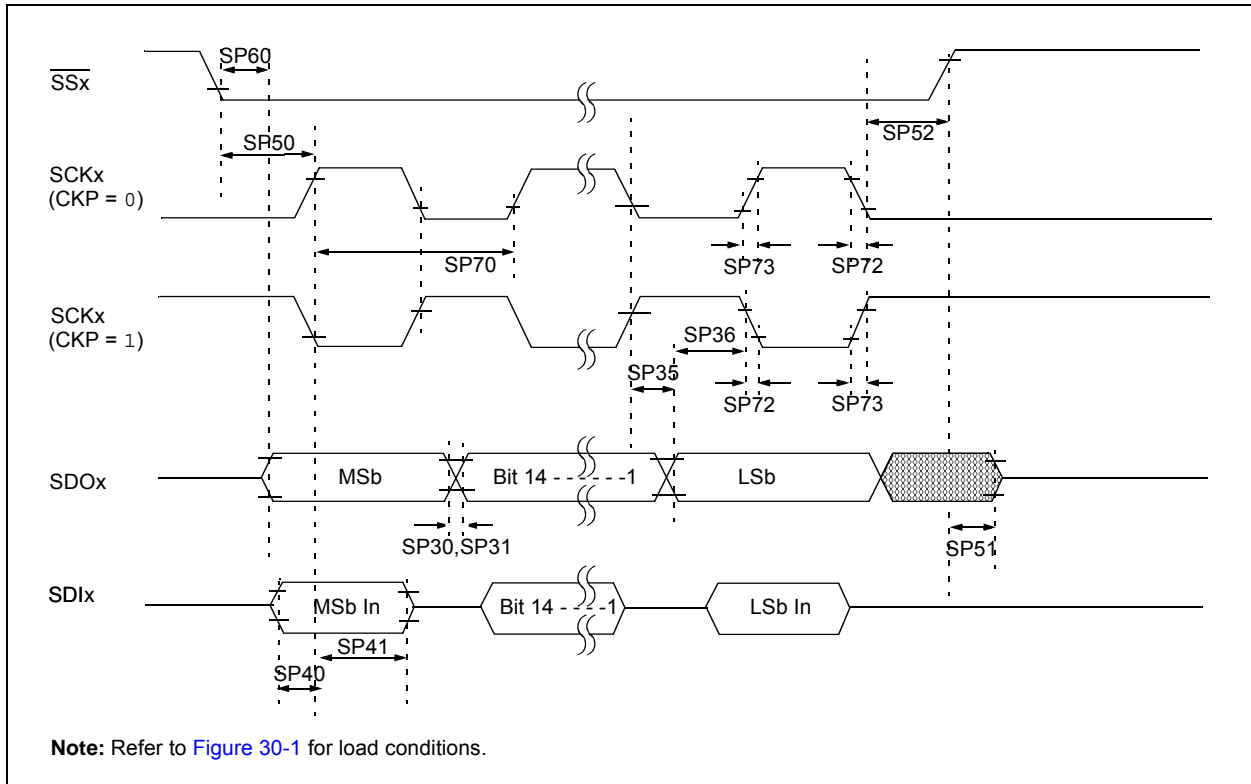 SP60
SSx
SP52
SP50
SCKx
(CKP = 0)
SP70
SP73
SP72
SCKx
(CKP = 1)
SP36
SP35
SP72
SP73
SDOx
MSb
Bit 14 - - - - - -1
LSb
SP30,SP31
SP51
SDIx
MSb In
Bit 14 - - - -1
LSb In
SP41
SP40
Note: Refer to Figure 30-1 for load conditions.